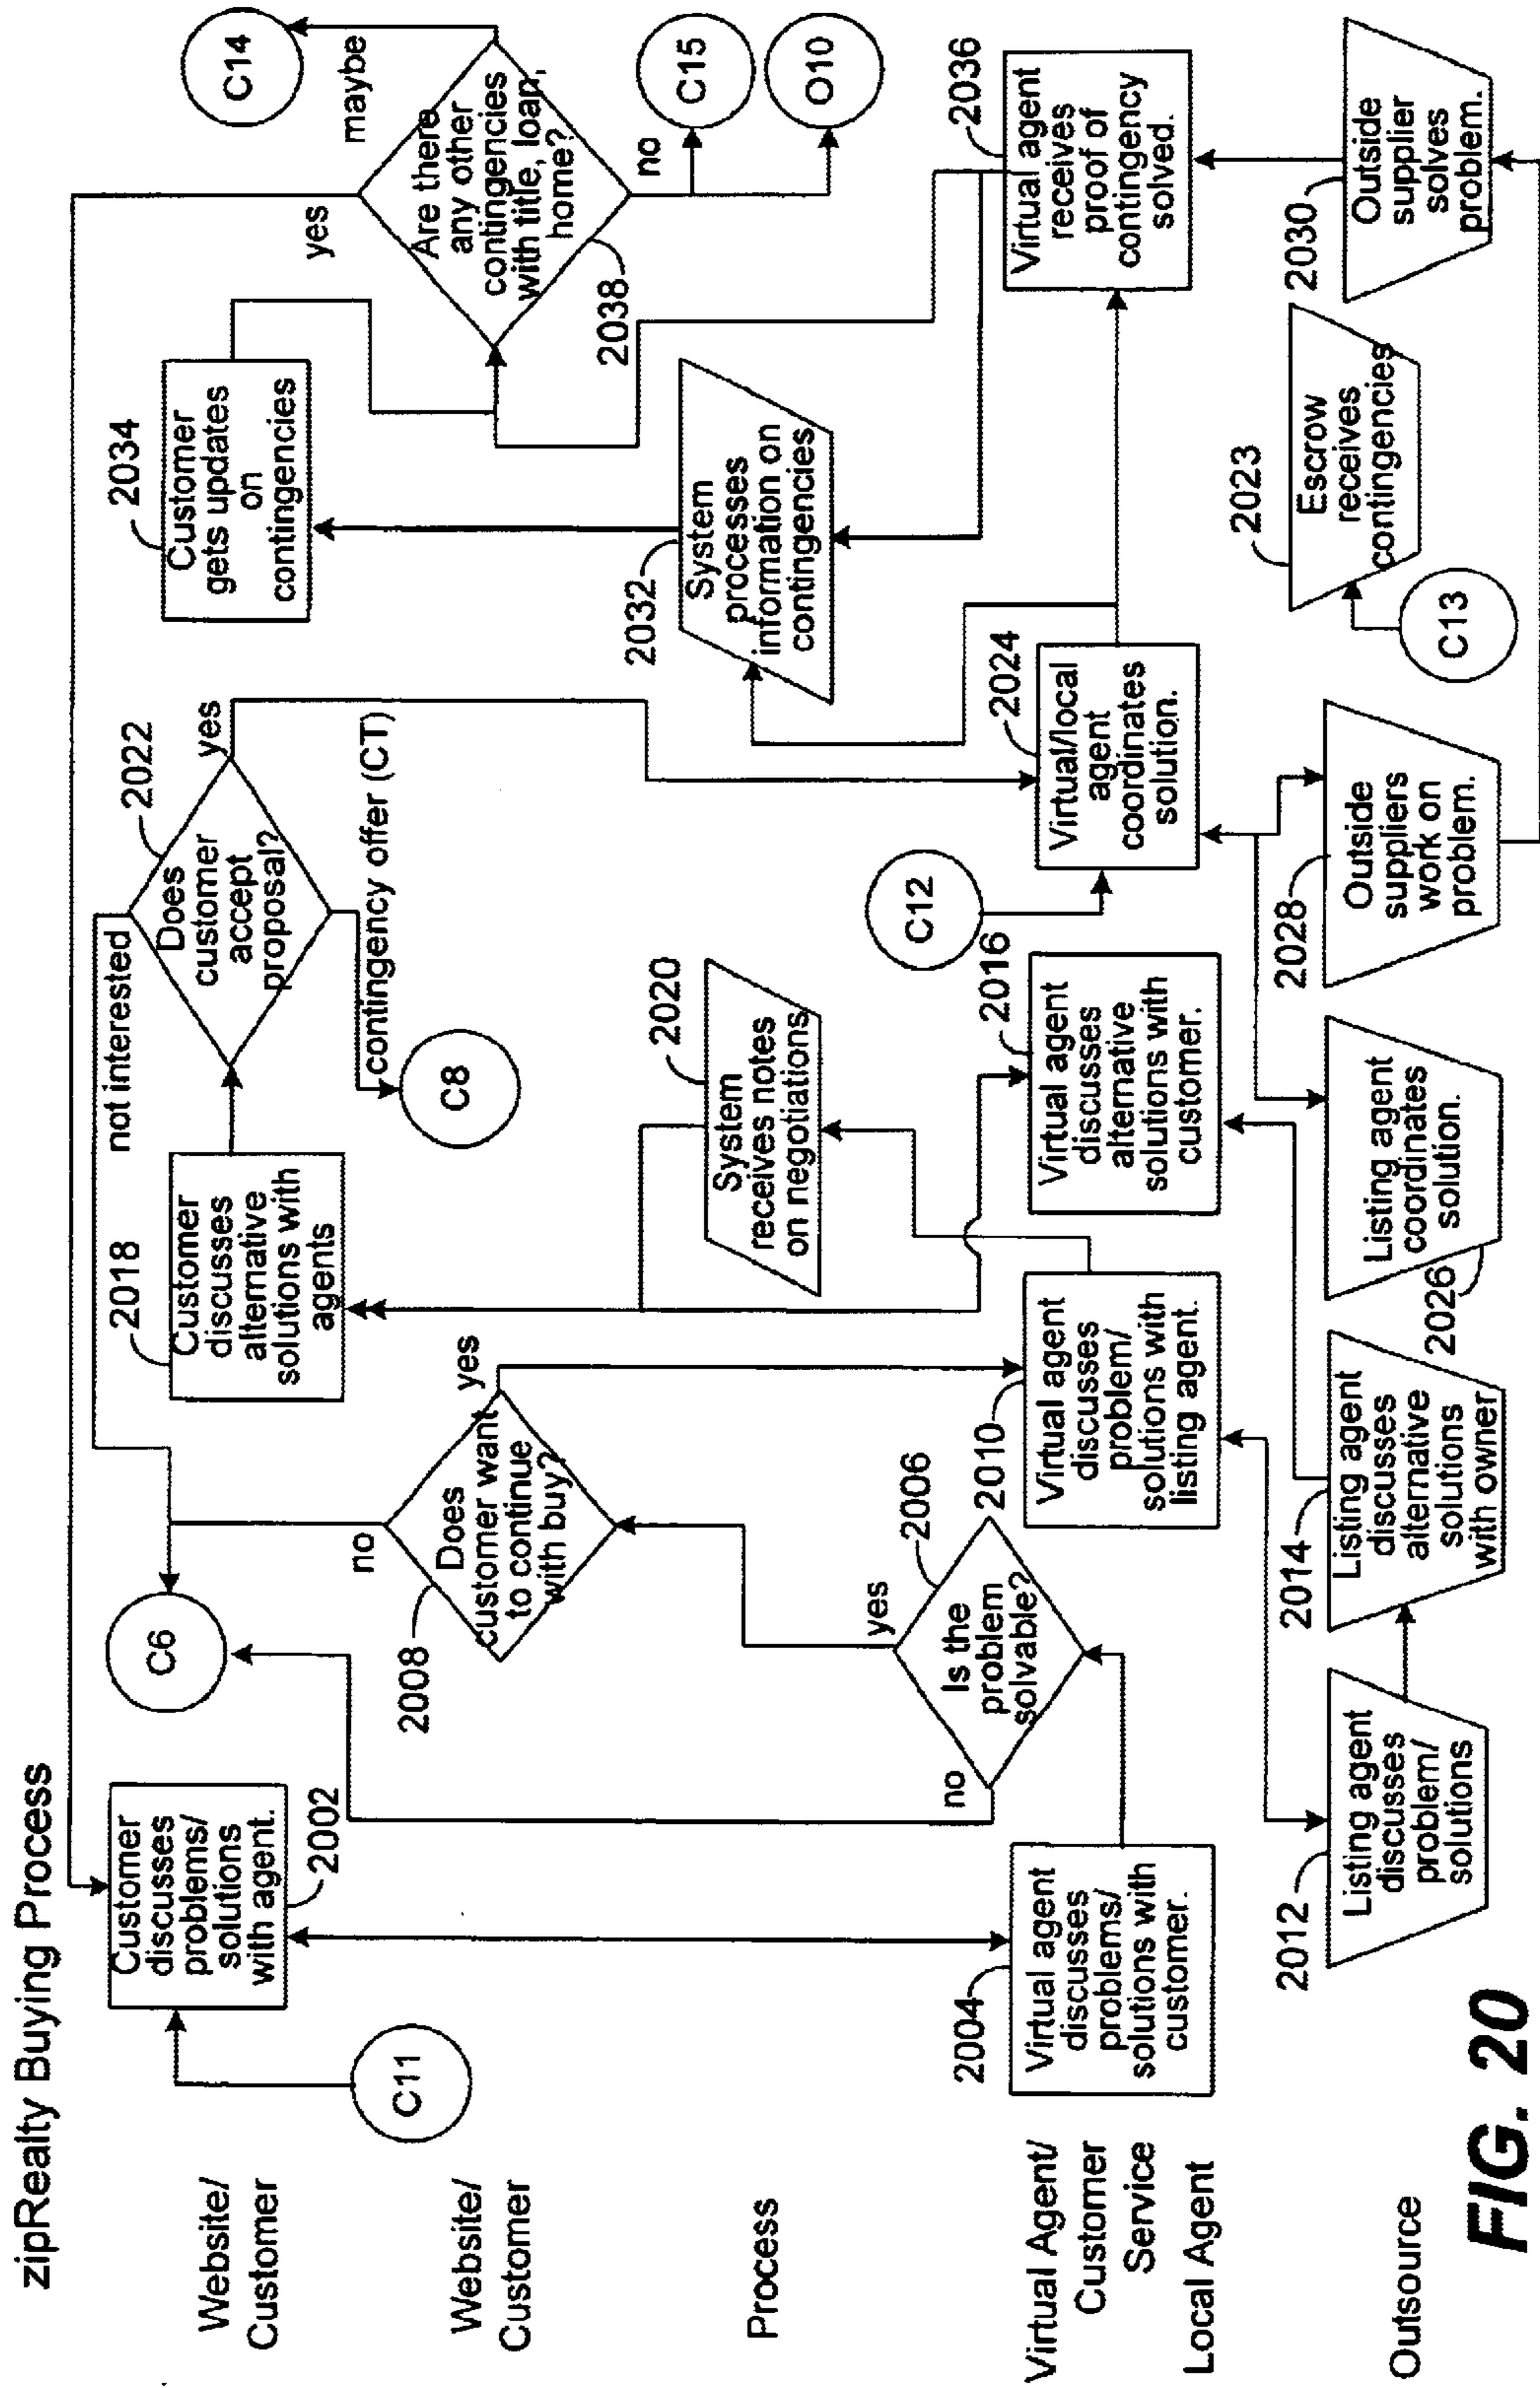 zipRealty Buying Process
Website/
Customer
Website/
Customer
Process
Virtual Agent/
Customer
Service
Local Agent
Outsource
C11
Customer
discusses
problems/
solutions
with agent.
2002
2004
Virtual agent
discusses
problems/
solutions with
customer.
C6
no
Is the
problem
solvable?
yes
2006
2008
Does
customer want
to continue
with buy?
no
yes
2010
Virtual agent
discusses
problem/
solutions with
listing agent.
2012
Listing agent
discusses
problem/
solutions
2014
Listing agent
discusses
alternative
solutions
with owner
2018
Customer
discusses
alternative
solutions with
agents
not interested
2020
System
receives notes
on negotiations
2016
Virtual agent
discusses
alternative
solutions with
customer.
2026
Listing agent
coordinates
solution.
2022
Does
customer
accept
proposal?
yes
contingency offer (CT)
C8
C12
2024
Virtual/local
agent
coordinates
solution.
2028
Outside
suppliers
work on
problem.
C13
2023
Escrow
receives
contingencies
2032
System
processes
information on
contingencies
2034
Customer
gets updates
on
contingencies
yes
Are there
any other
contingencies
with title, loan,
home?
2038
maybe
C14
no
C15
O10
2036
Virtual agent
receives
proof of
contingency
solved.
2030
Outside
supplier
solves
problem.
FIG. 20